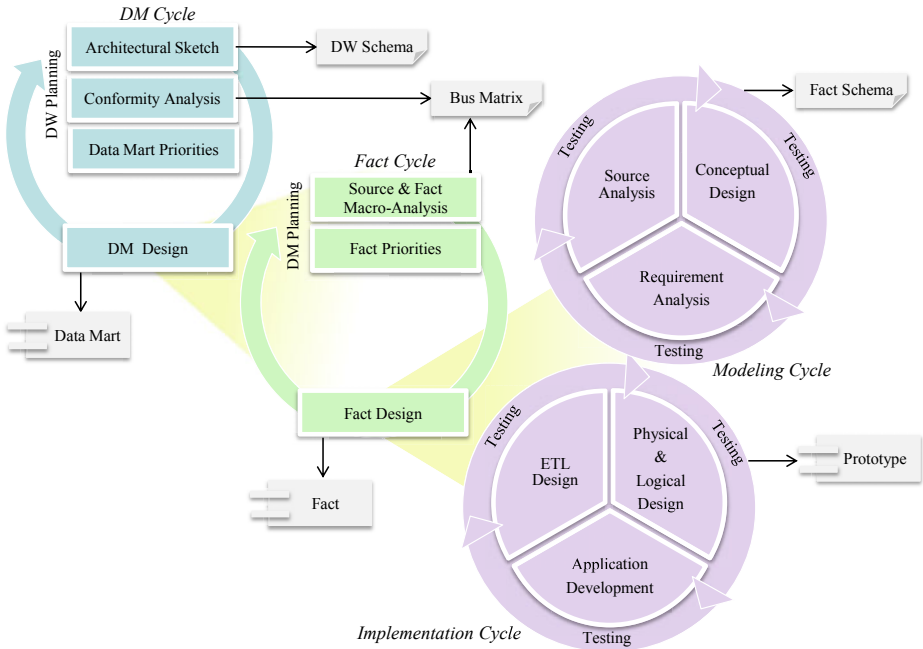 DM Cycle
Architectural Sketch
DW Schema
DW Planning
Conformity Analysis
Bus Matrix
Data Mart Priorities
DM Design
Data Mart
Fact Cycle
DM Planning
Source & Fact
Macro-Analysis
Fact Priorities
Fact Design
Fact
Fact Schema
Testing
Testing
Source
Analysis
Conceptual
Design
Requirement
Analysis
Testing
Modeling Cycle
Testing
Testing
ETL
Design
Physical
&
Logical
Design
Prototype
Application
Development
Testing
Implementation Cycle